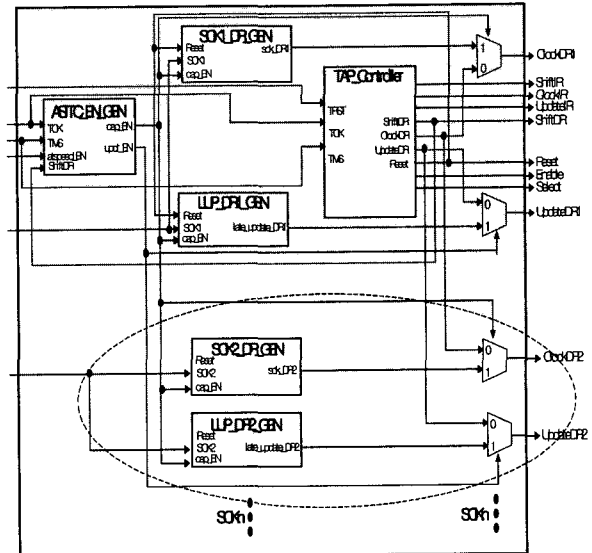 SCK1_DR_GEN
Reset
SCK1
cap_EN
sck_DR1
1
0
ClockDR1
TAP_Controller
TRST
TCK
TMS
ShiftDR
ClockDR
UpdateDR
Reset
ShiftIR
ClockIR
UpdateIR
ShiftDR
Reset
Enable
Select
ASTC_EN_GEN
TCK
TMS
atspeed_EN
ShiftDR
cap_EN
updt_EN
LUP_DR1_GEN
Reset
SCK1
cap_EN
late_update_DR1
0
1
UpdateDR1
SCK2_DR_GEN
Reset
SCK2
cap_EN
sck_DR2
0
1
ClockDR2
LUP_DR2_GEN
Reset
SCK2
cap_EN
late_update_DR2
0
1
UpdateDR2
SCKn
SCKn